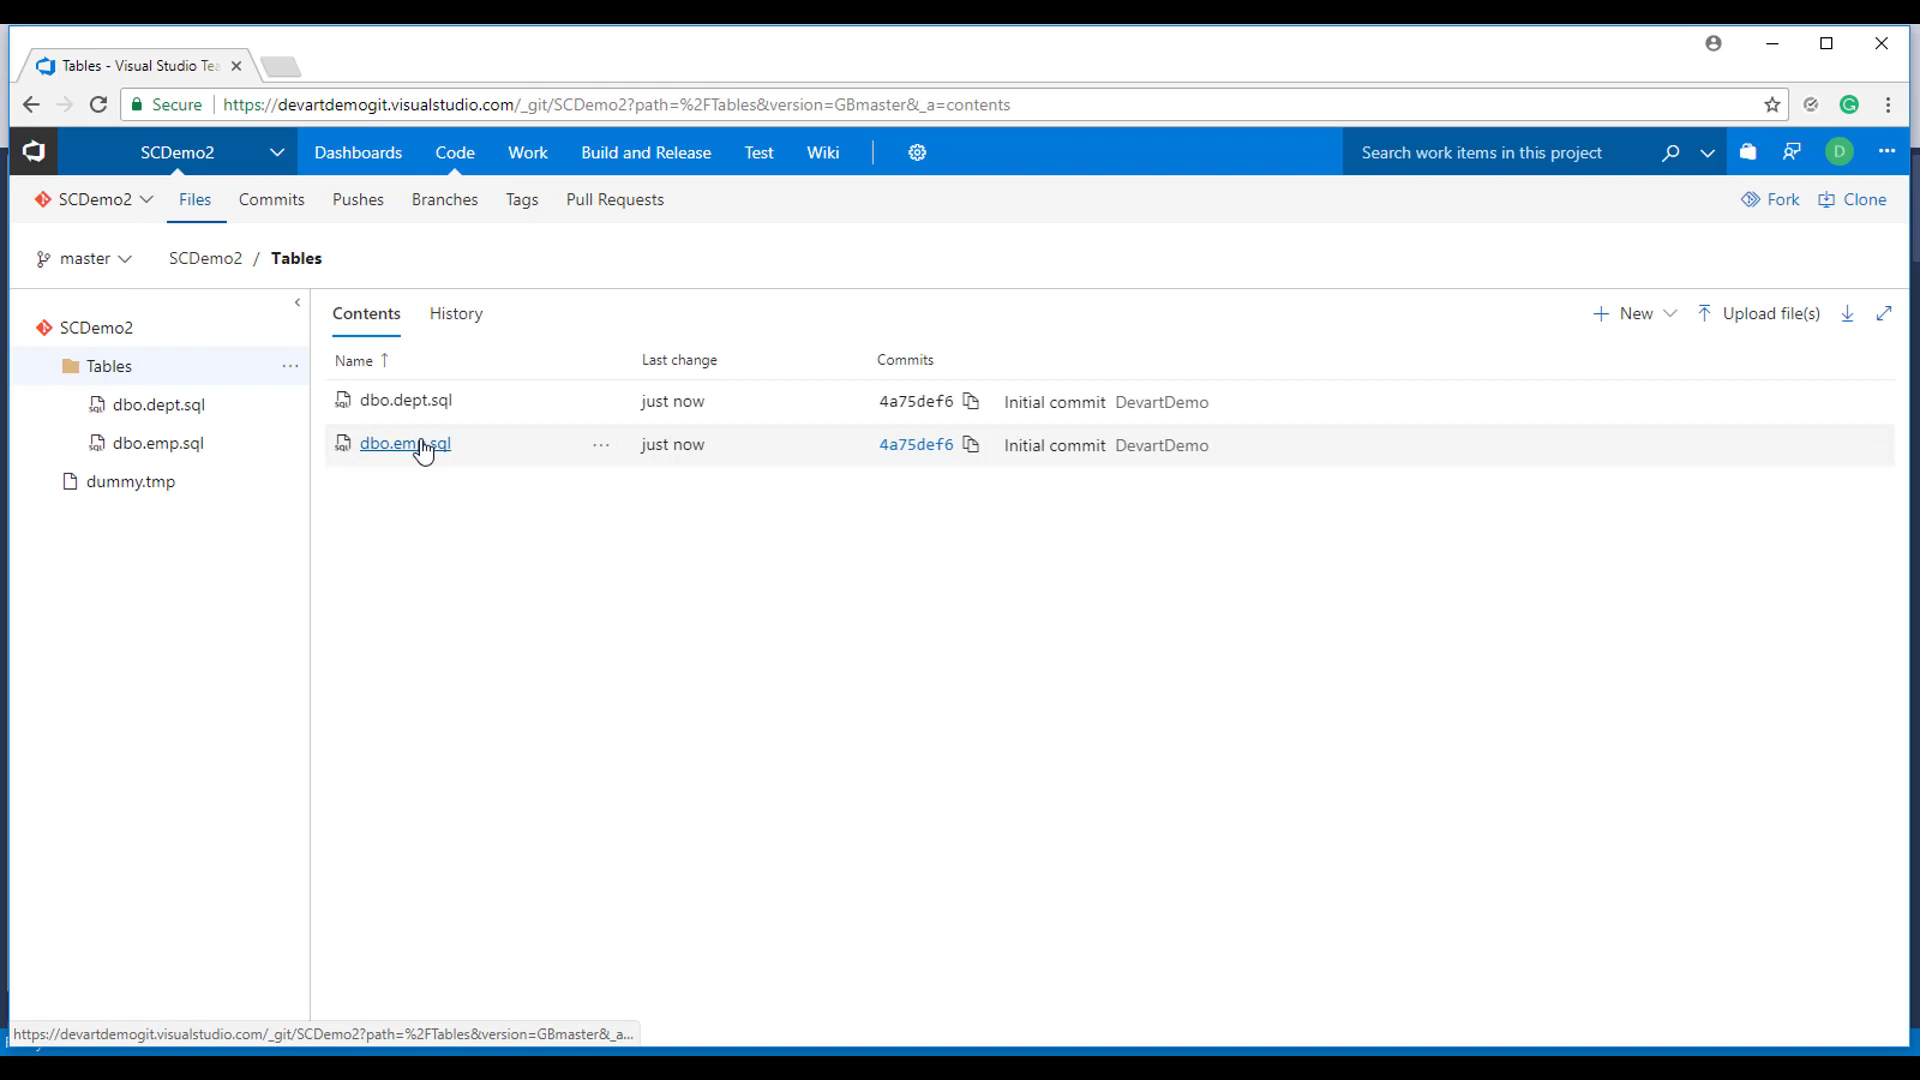 Tables - Visual Studio Tea
Secure https://devartdemogit.visualstudio.com/_git/SCDemo2?path=%2FTables&version=GBmaster&_a=contents
SCDemo2 Dashboards Code Work Build and Release Test Wiki Search work items in this project D
SCDemo2 Files Commits Pushes Branches Tags Pull Requests Fork Clone
master SCDemo2 / Tables
SCDemo2
Tables
dbo.dept.sql
dbo.emp.sql
dummy.tmp
Contents History New Upload file(s)
Name Last change Commits
dbo.dept.sql just now 4a75def6 Initial commit DevartDemo
dbo.emp.sql just now 4a75def6 Initial commit DevartDemo
https://devartdemogit.visualstudio.com/_git/SCDemo2?path=%2FTables&version=GBmaster&_a...